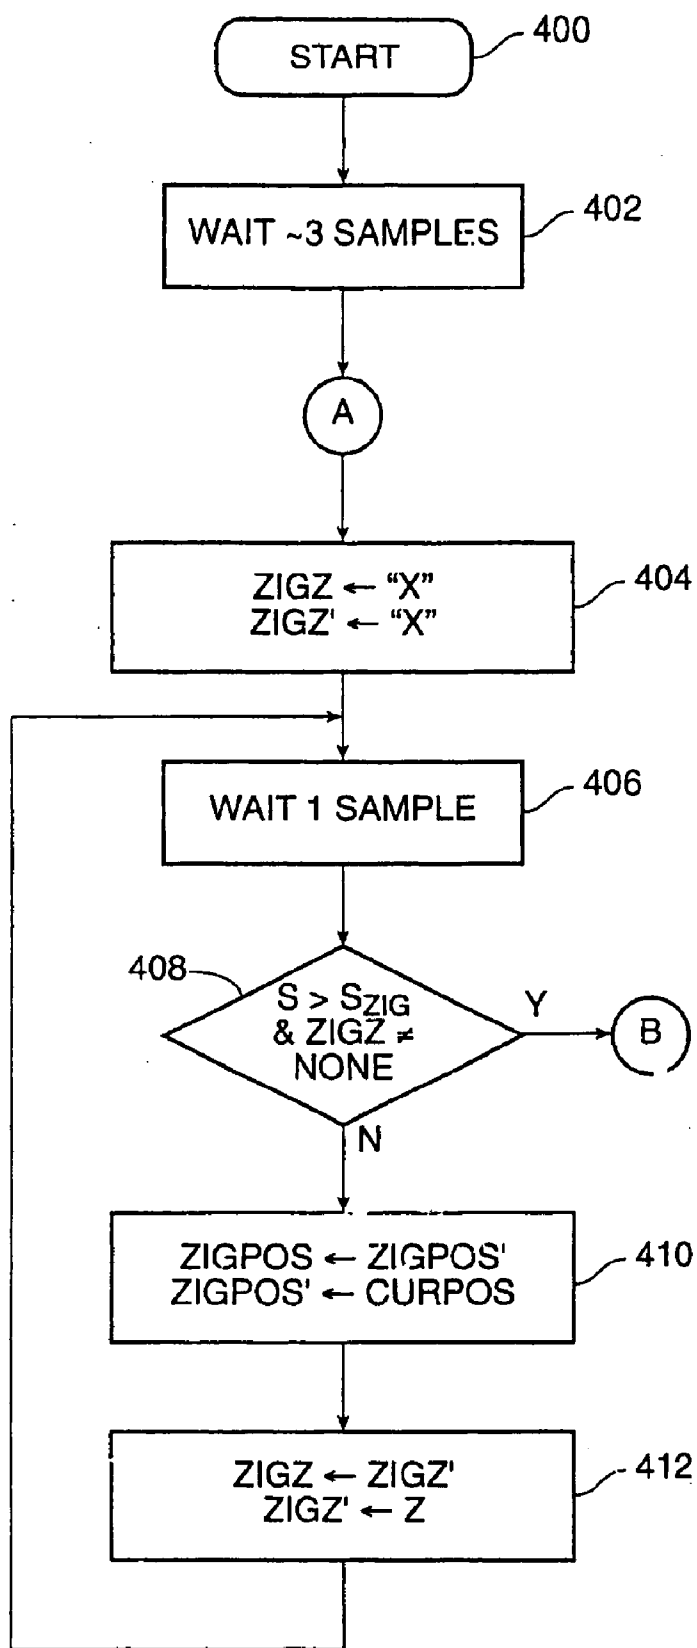 START
400
WAIT ~3 SAMPLES
402
A
ZIGZ ← “X”
ZIGZ' ← “X”
404
WAIT 1 SAMPLE
406
408
S > SZIG
& ZIGZ ≠
NONE
Y
B
N
ZIGPOS ← ZIGPOS'
ZIGPOS' ← CURPOS
410
ZIGZ ← ZIGZ'
ZIGZ' ← Z
412